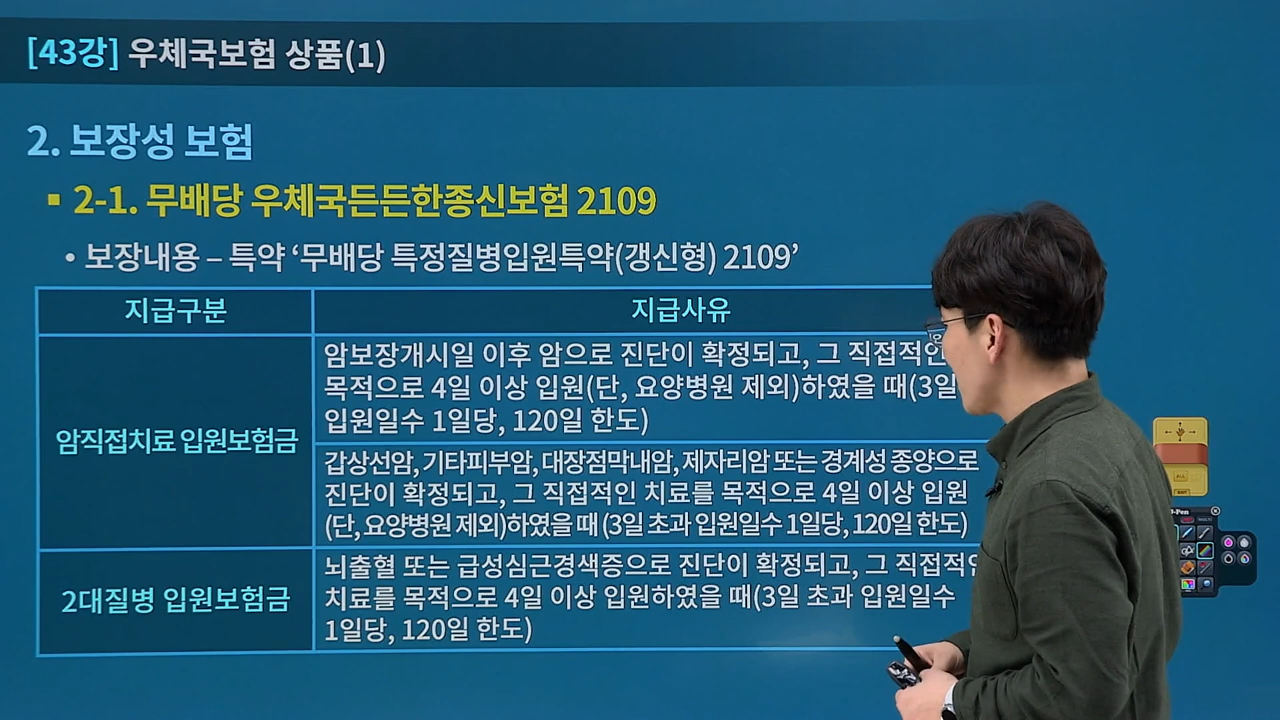 [43강] 우체국보험 상품(1)
2. 보장성 보험
▪ 2-1. 무배당 우체국든든한종신보험 2109
• 보장내용 – 특약 ‘무배당 특정질병입원특약(갱신형) 2109’
지급구분
지급사유
암직접치료 입원보험금
암보장개시일 이후 암으로 진단이 확정되고, 그 직접적인
목적으로 4일 이상 입원(단, 요양병원 제외)하였을 때(3일
입원일수 1일당, 120일 한도)
갑상선암, 기타피부암, 대장점막내암, 제자리암 또는 경계성 종양으로
진단이 확정되고, 그 직접적인 치료를 목적으로 4일 이상 입원
(단, 요양병원 제외)하였을 때 (3일 초과 입원일수 1일당, 120일 한도)
2대질병 입원보험금
뇌출혈 또는 급성심근경색증으로 진단이 확정되고, 그 직접적인
치료를 목적으로 4일 이상 입원하였을 때(3일 초과 입원일수
1일당, 120일 한도)